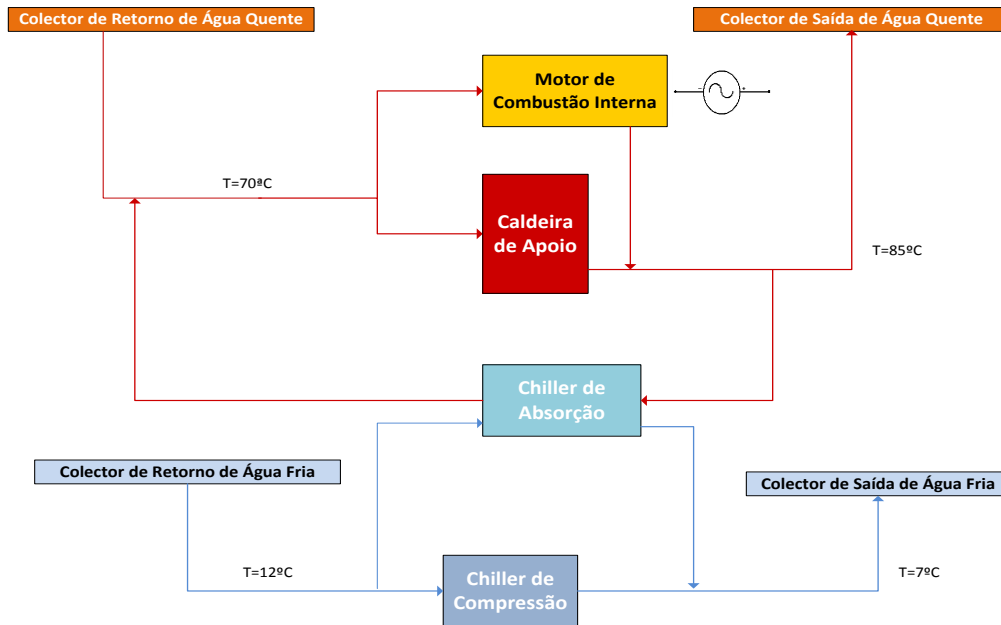 Colector de Retorno de Água Quente
Colector de Saída de Água Quente
Motor de
Combustão Interna
- +
T=70ªC
Caldeira
de Apoio
T=85ºC
Chiller de
Absorção
Colector de Retorno de Água Fria
Colector de Saída de Água Fria
T=12ºC
Chiller de
Compressão
T=7ºC